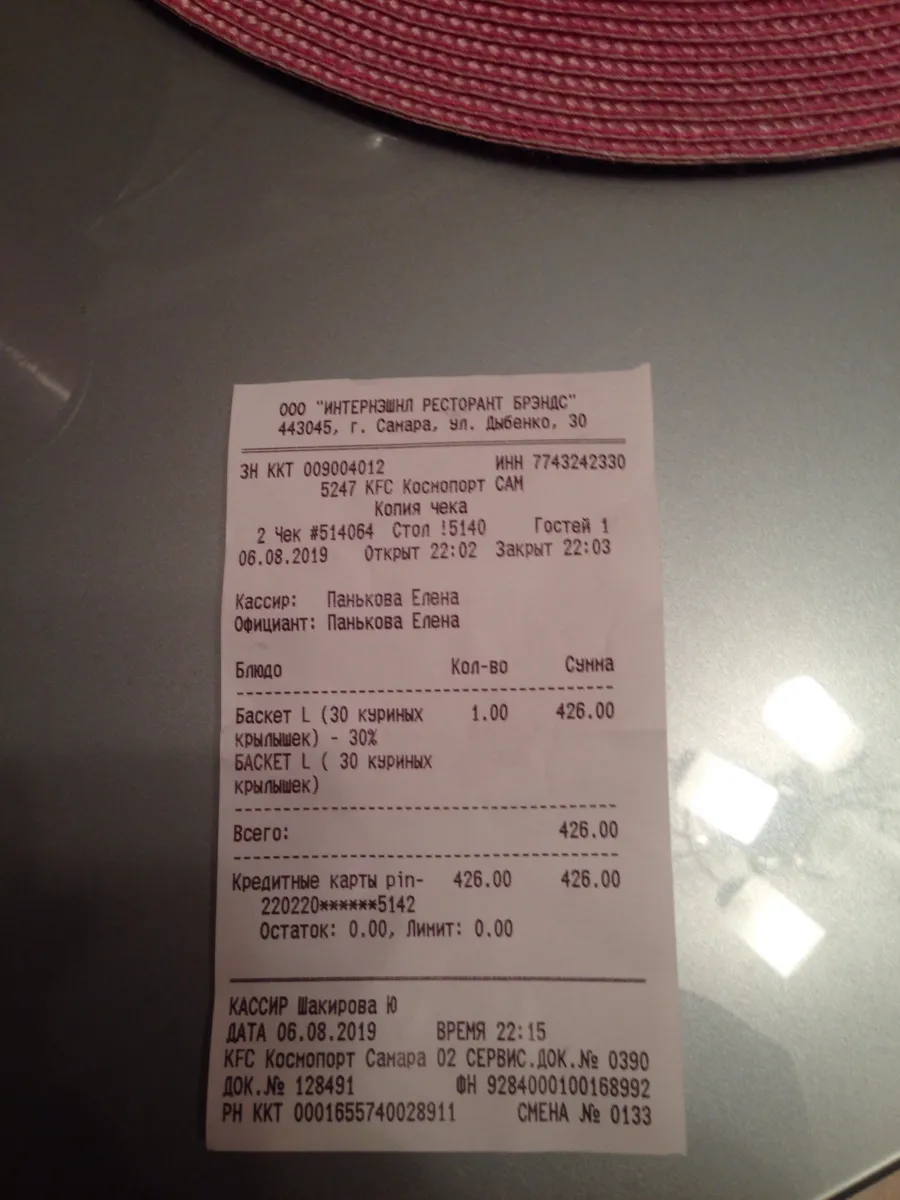 ООО "ИНТЕРНЭШНЛ РЕСТОРАНТ БРЭНДС"
443045, г. Самара, ул. Дыбенко, 30
ЗН ККТ 009004012 ИНН 7743242330
5247 KFC Космопорт САМ
Копия чека
2 Чек #514064 Стол !5140 Гостей 1
06.08.2019 Открыт 22:02 Закрыт 22:03
Кассир: Панькова Елена
Официант: Панькова Елена
Блюдо Кол-во Сумма
Баскет L (30 куриных 1.00 426.00
крылышек) - 30%
БАСКЕТ L ( 30 куриных
крылышек)
Всего: 426.00
Кредитные карты pin- 426.00 426.00
220220******5142
Остаток: 0.00, Лимит: 0.00
КАССИР Шакирова Ю
ДАТА 06.08.2019 ВРЕМЯ 22:15
KFC Космопорт Самара 02 СЕРВИС.ДОК.№ 0390
ДОК.№ 128491 ФН 9284000100168992
РН ККТ 0001655740028911 СМЕНА № 0133